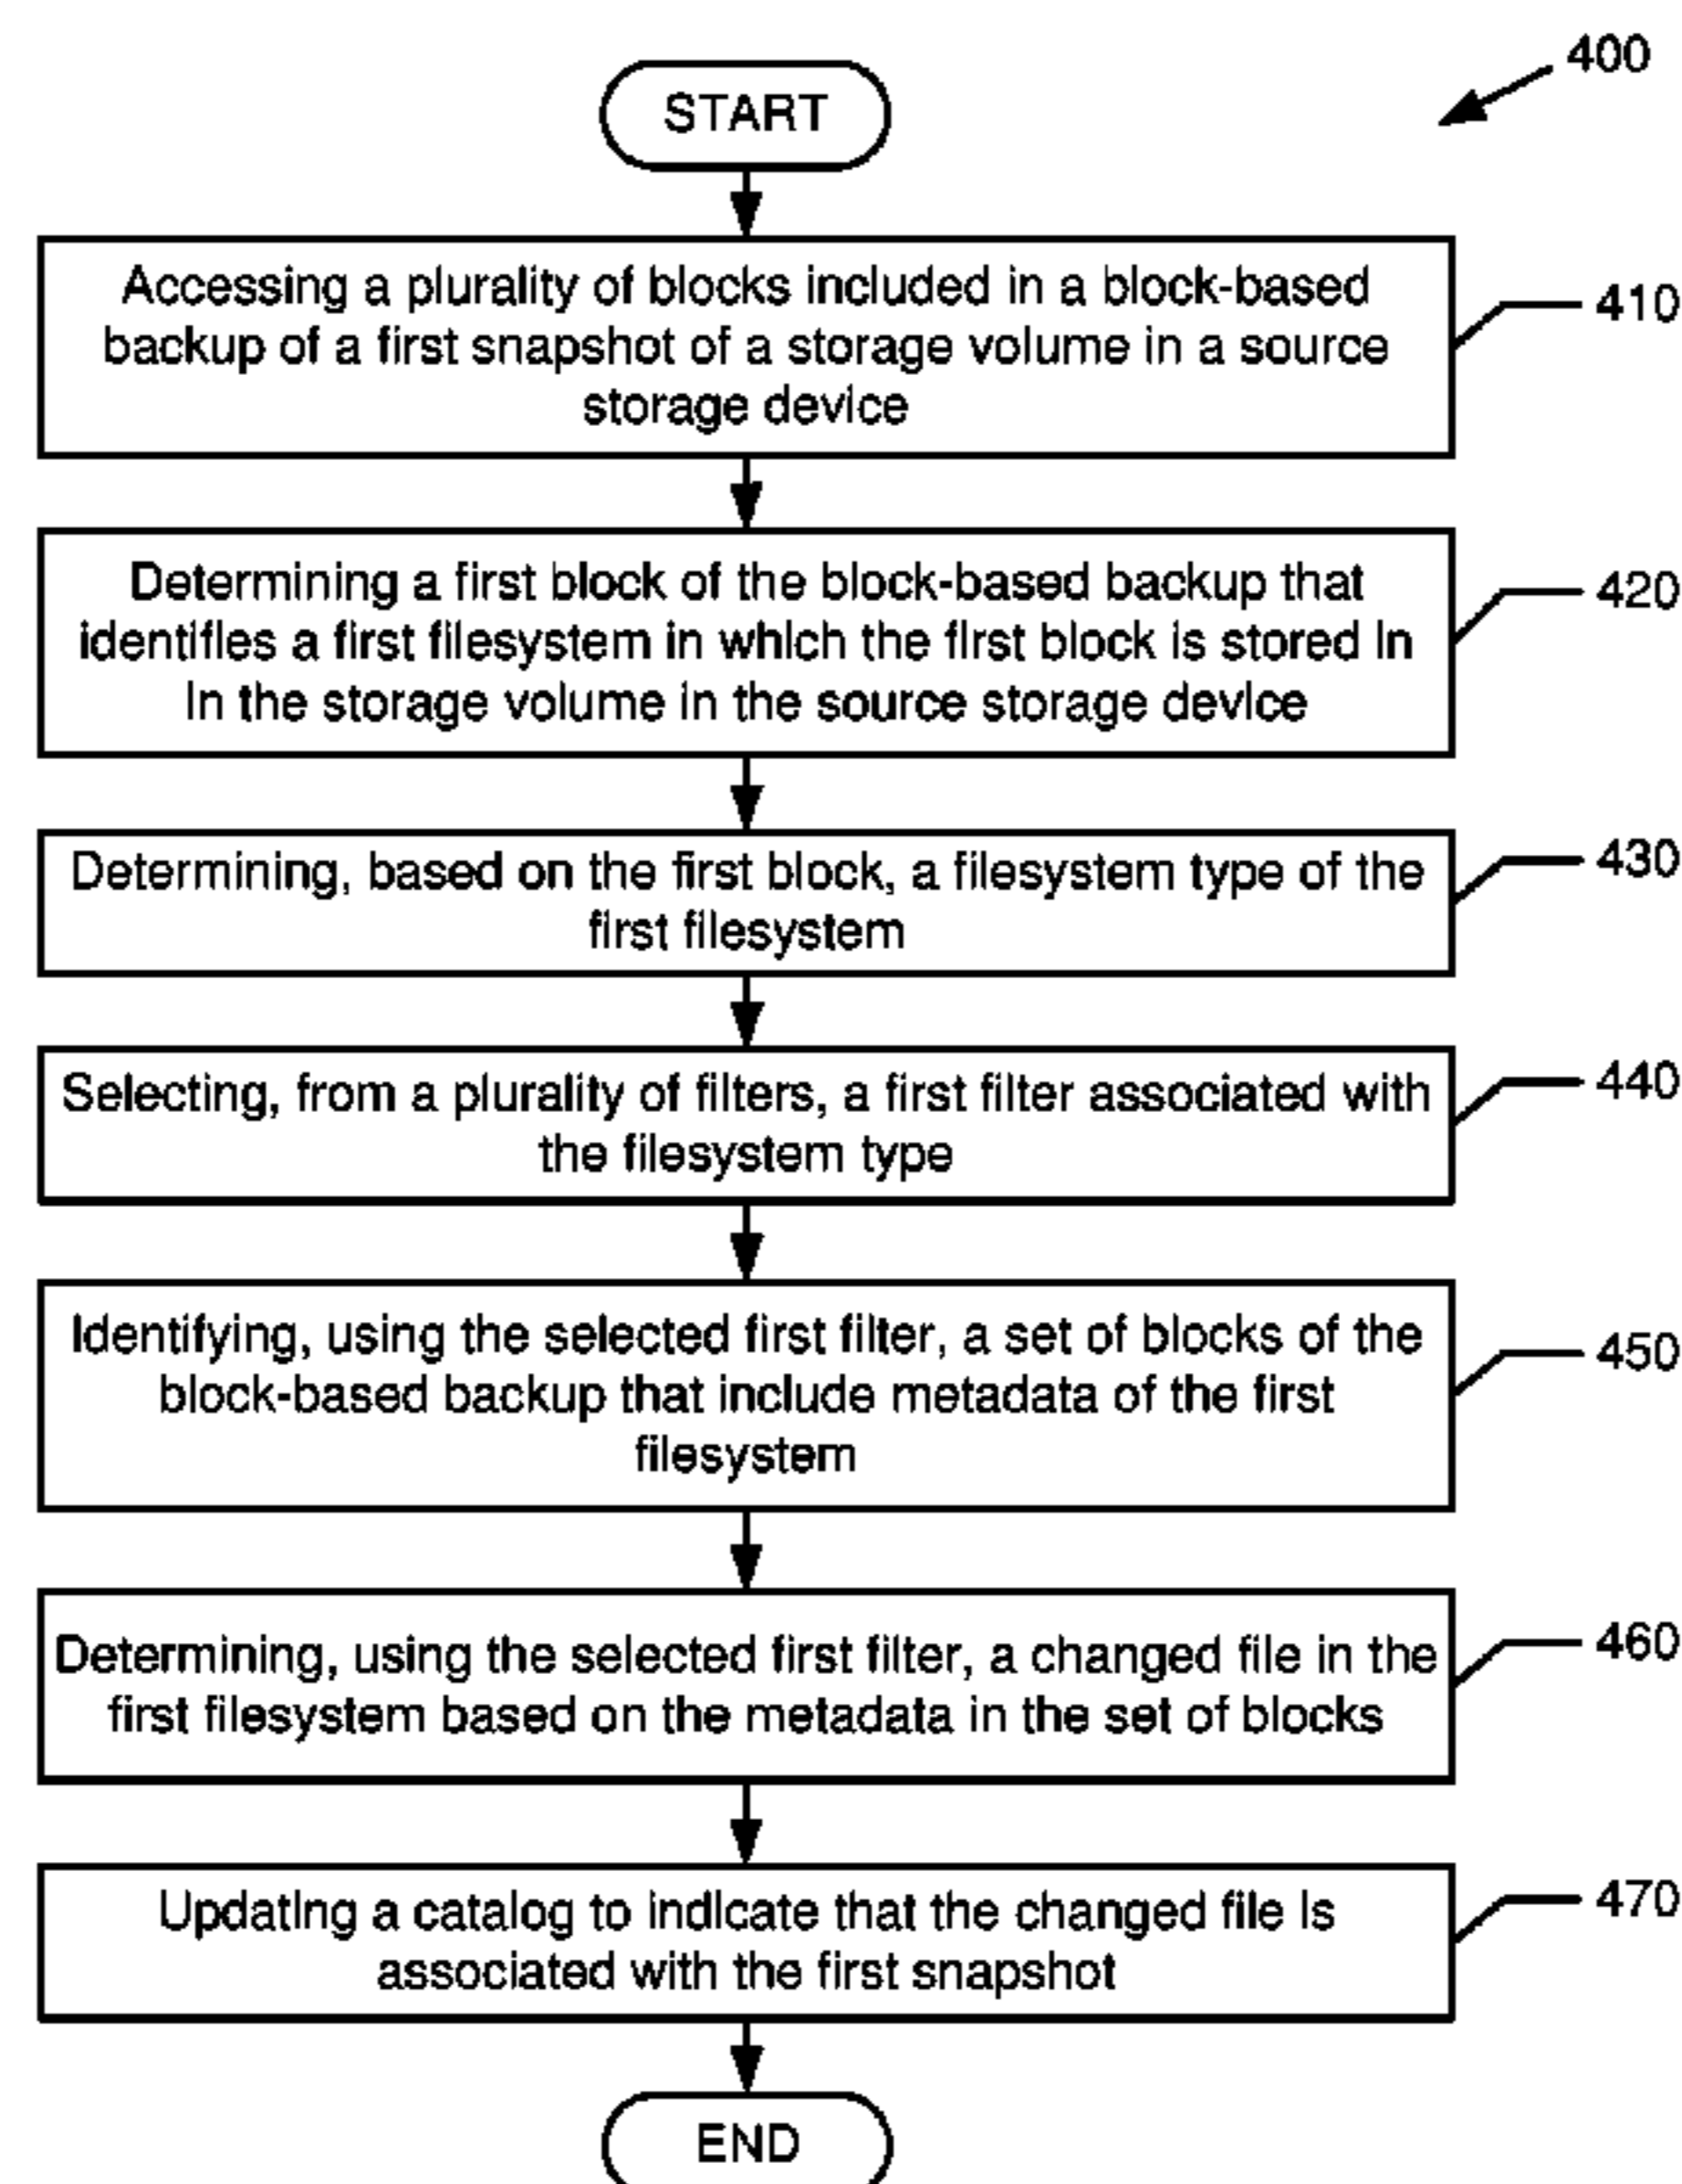 400
START
Accessing a plurality of blocks included in a block-based
backup of a first snapshot of a storage volume in a source
storage device
410
Determining a first block of the block-based backup that
identifies a first filesystem in which the first block is stored in
in the storage volume in the source storage device
420
Determining, based on the first block, a filesystem type of the
first filesystem
430
Selecting, from a plurality of filters, a first filter associated with
the filesystem type
440
Identifying, using the selected first filter, a set of blocks of the
block-based backup that include metadata of the first
filesystem
450
Determining, using the selected first filter, a changed file in the
first filesystem based on the metadata in the set of blocks
460
Updating a catalog to indicate that the changed file is
associated with the first snapshot
470
END